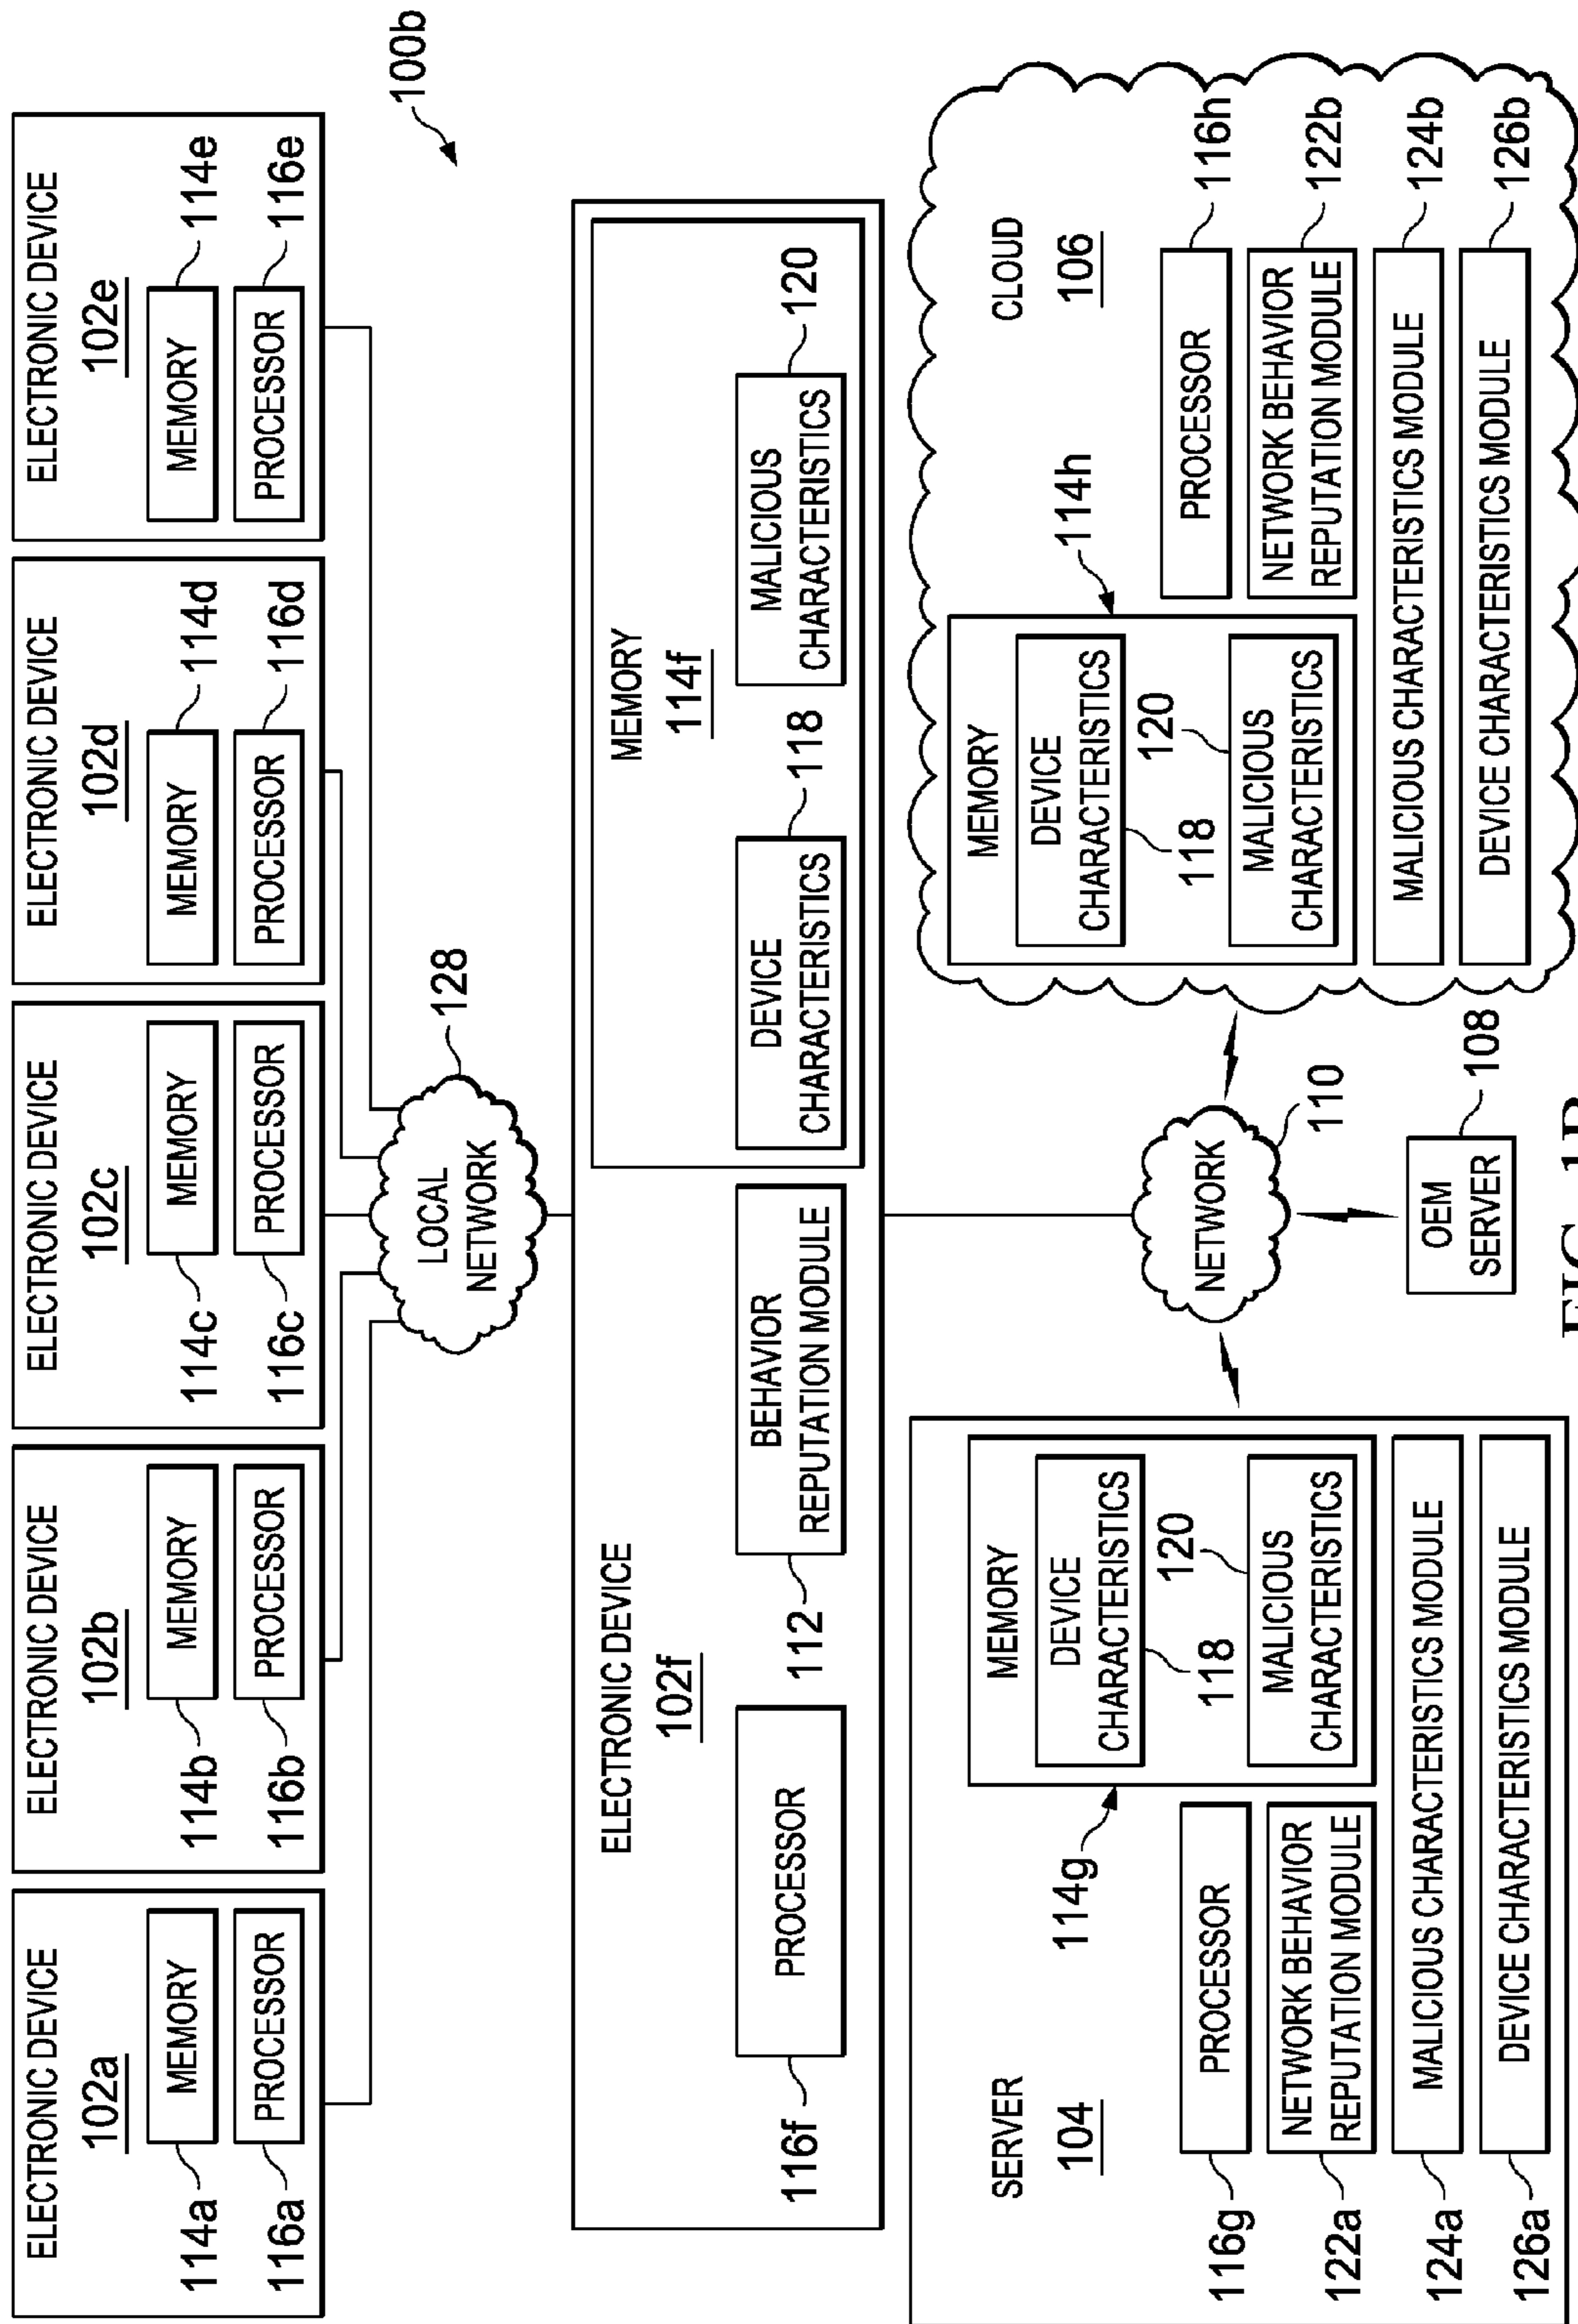 ELECTRONIC DEVICE
102a
114a
MEMORY
116a
PROCESSOR
ELECTRONIC DEVICE
102b
114b
MEMORY
116b
PROCESSOR
ELECTRONIC DEVICE
102c
114c
MEMORY
116c
PROCESSOR
ELECTRONIC DEVICE
102d
MEMORY
114d
PROCESSOR
116d
ELECTRONIC DEVICE
102e
MEMORY
114e
PROCESSOR
116e
100b
LOCAL
NETWORK
128
ELECTRONIC DEVICE
102f
116f
PROCESSOR
112
BEHAVIOR
REPUTATION MODULE
MEMORY
114f
DEVICE
CHARACTERISTICS
118
MALICIOUS
CHARACTERISTICS
120
SERVER
104
116g
PROCESSOR
122a
NETWORK BEHAVIOR
REPUTATION MODULE
114g
MEMORY
DEVICE
CHARACTERISTICS
118
120
MALICIOUS
CHARACTERISTICS
124a
MALICIOUS CHARACTERISTICS MODULE
126a
DEVICE CHARACTERISTICS MODULE
NETWORK
110
OEM
SERVER
108
CLOUD
106
114h
MEMORY
DEVICE
CHARACTERISTICS
118
120
MALICIOUS
CHARACTERISTICS
PROCESSOR
116h
NETWORK BEHAVIOR
REPUTATION MODULE
122b
MALICIOUS CHARACTERISTICS MODULE
124b
DEVICE CHARACTERISTICS MODULE
126b